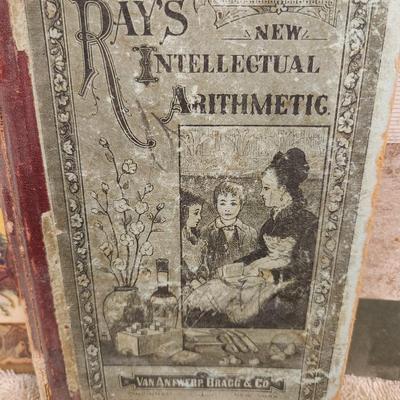 RAY'S
NEW
INTELLECTUAL
ARITHMETIC.
VAN ANTWERP BRAGG & CO.